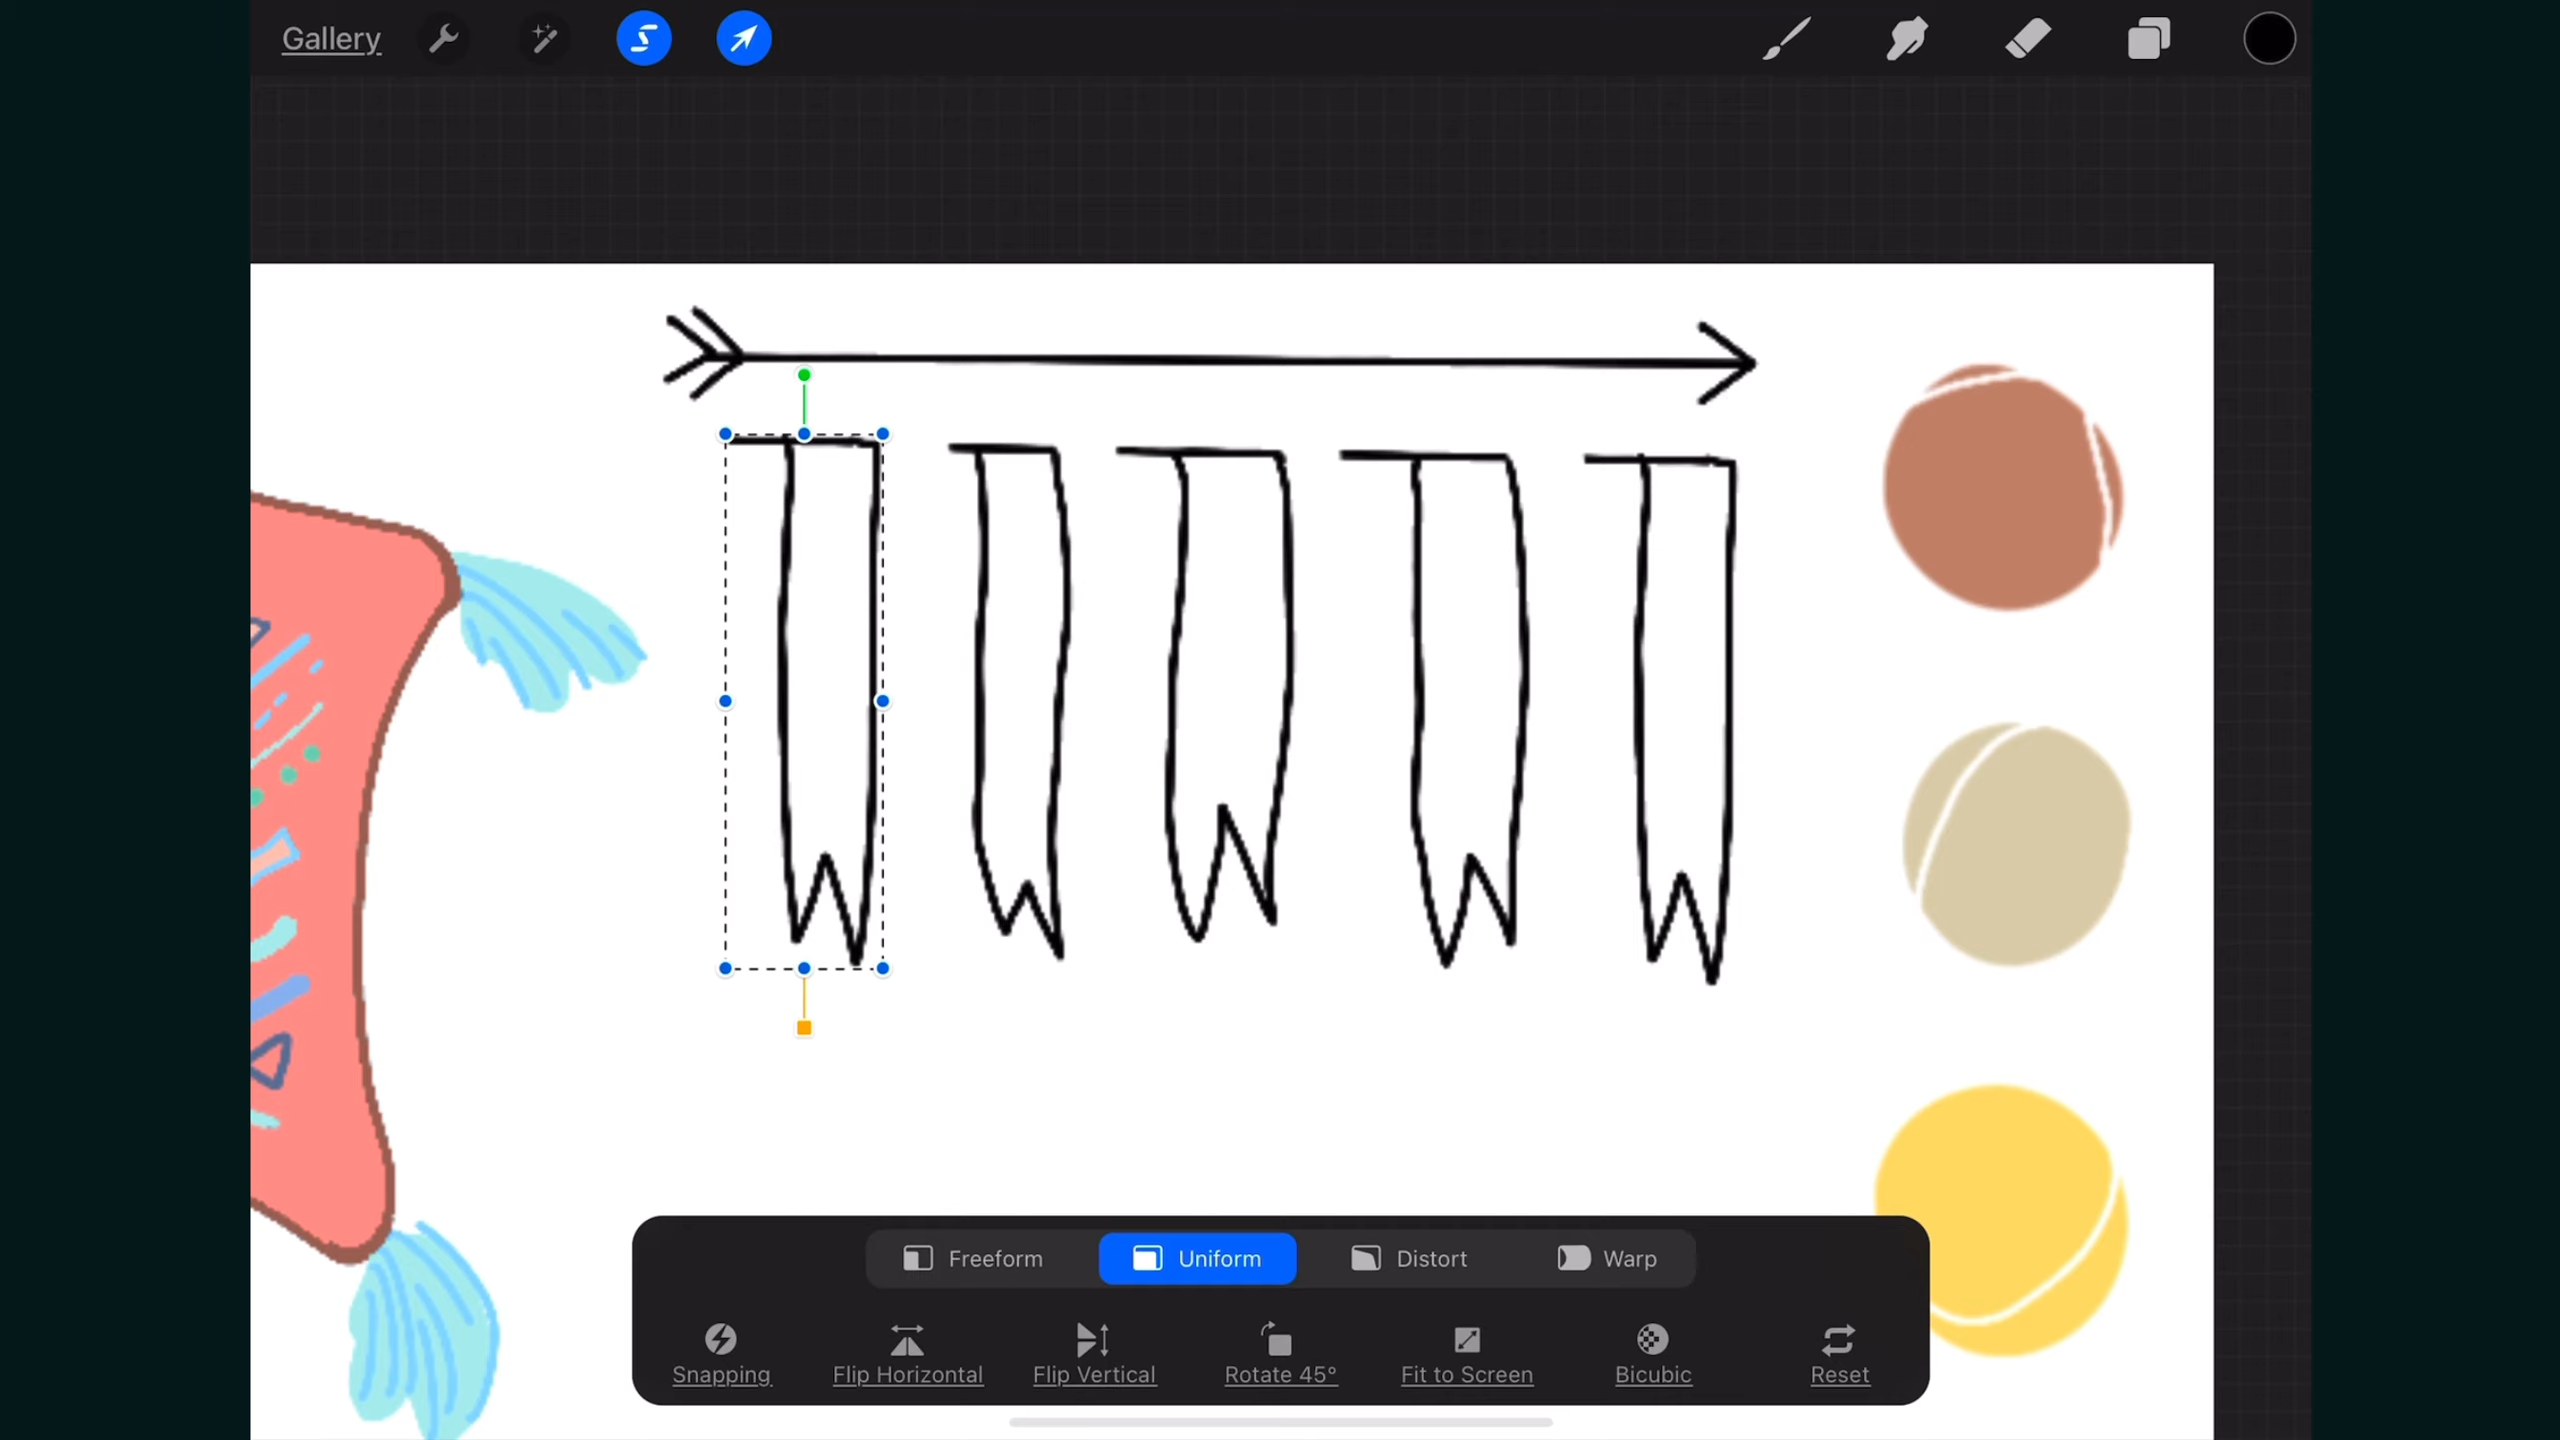 Gallery
Freeform Uniform Distort Warp
Snapping Flip Horizontal Flip Vertical Rotate 45° Fit to Screen Bicubic Reset